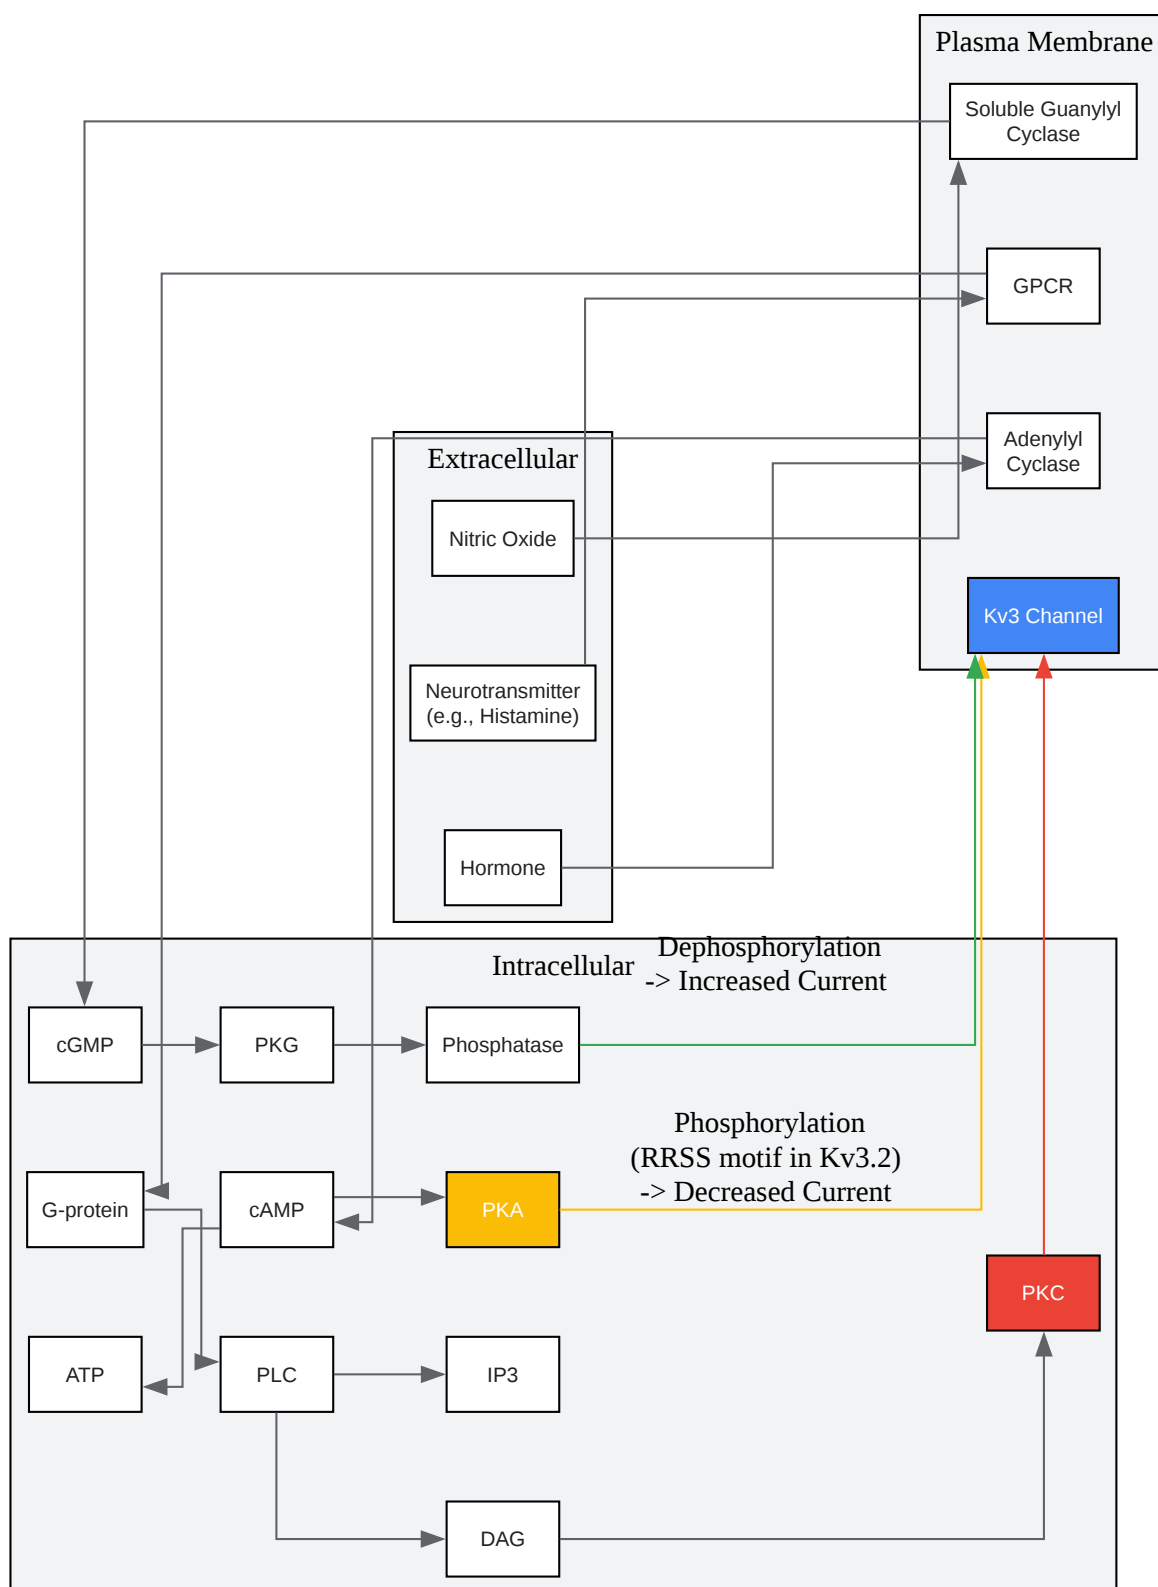 Plasma Membrane
Soluble Guanylyl
Cyclase
GPCR
Adenylyl
Cyclase
Kv3 Channel
Extracellular
Nitric Oxide
Neurotransmitter
(e.g., Histamine)
Hormone
Intracellular
Dephosphorylation
-> Increased Current
cGMP
PKG
Phosphatase
Phosphorylation
(RRSS motif in Kv3.2)
-> Decreased Current
G-protein
cAMP
PKA
PKC
ATP
PLC
IP3
DAG